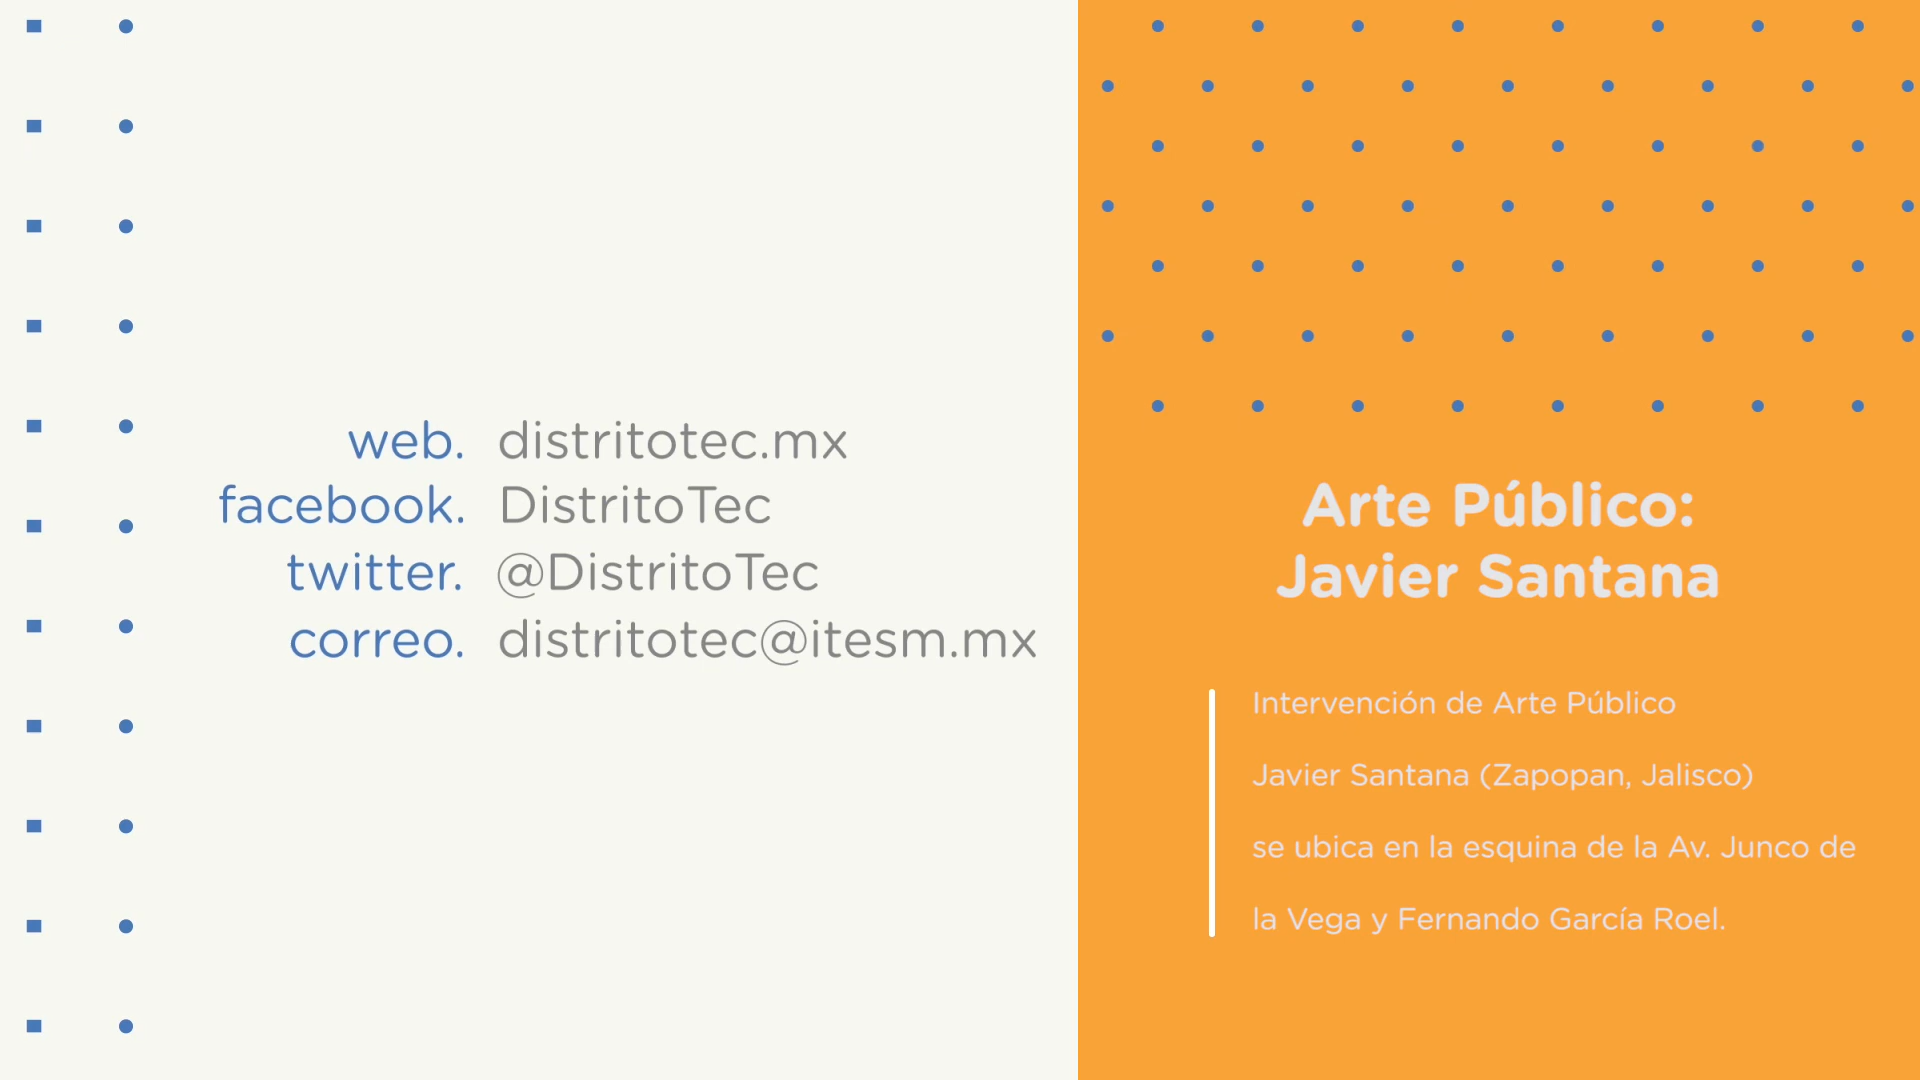 web. distritotec.mx
facebook. DistritoTec
twitter. @DistritoTec
correo. distritotec@itesm.mx
Arte Público:
Javier Santana
Intervención de Arte Público
Javier Santana (Zapopan, Jalisco)
se ubica en la esquina de la Av. Junco de
la Vega y Fernando García Roel.